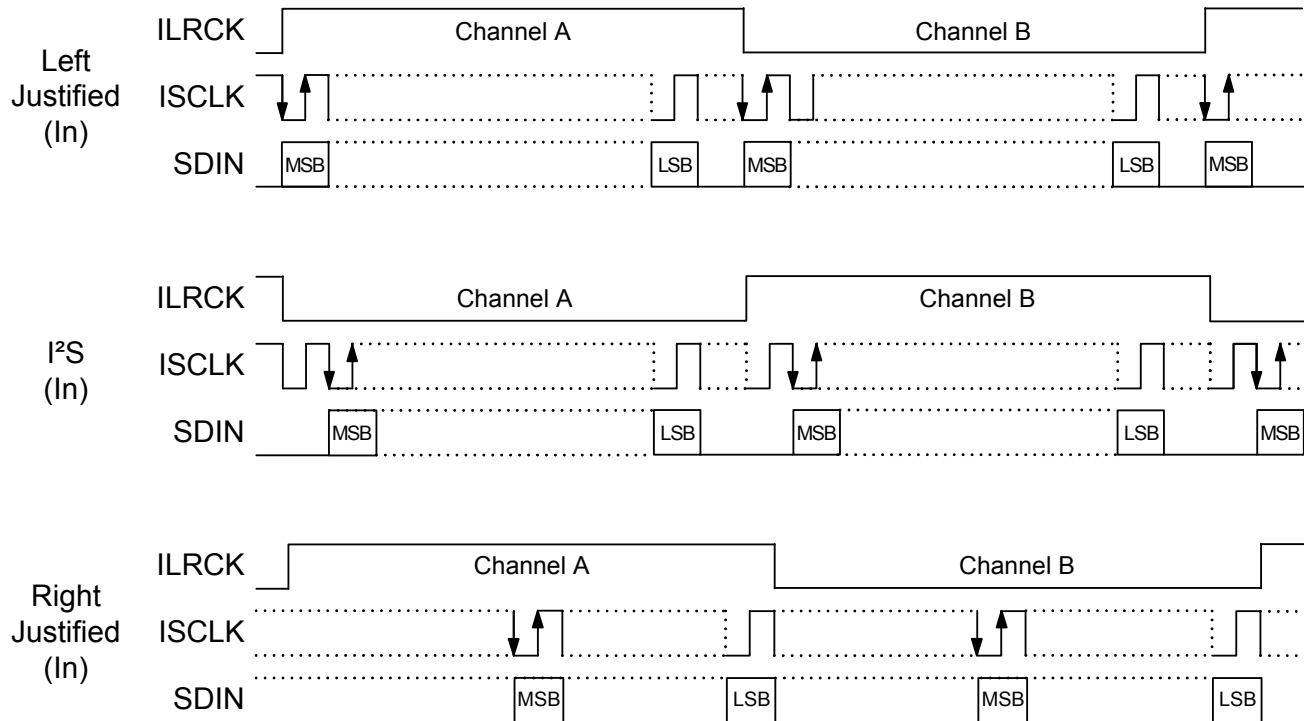 Left
Justified
(In)
ILRCK Channel A Channel B
ISCLK
SDIN MSB LSB MSB LSB MSB
I²S
(In)
ILRCK Channel A Channel B
ISCLK
SDIN MSB LSB MSB LSB MSB
Right
Justified
(In)
ILRCK Channel A Channel B
ISCLK
SDIN MSB LSB MSB LSB